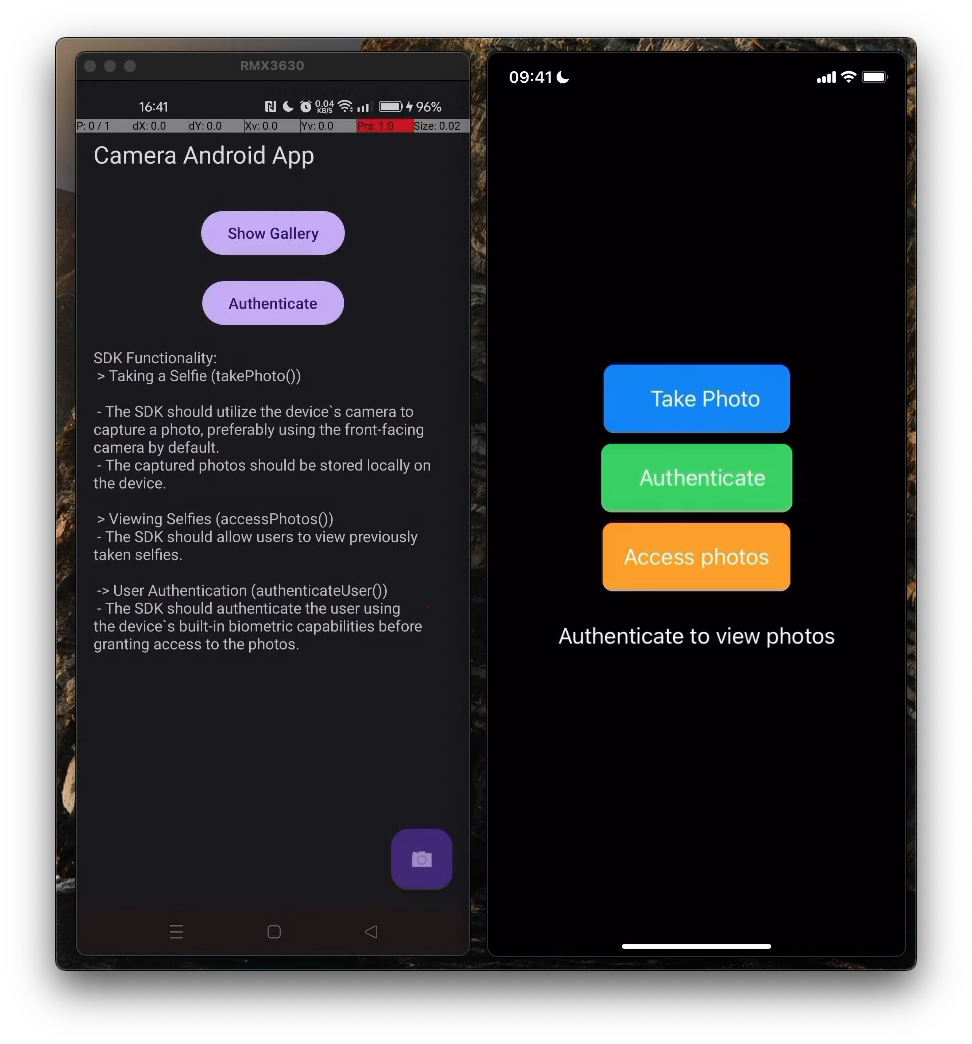 RMX3630
16:41 0.04 KB/S 96%
P: 0 / 1 dX: 0.0 dY: 0.0 Xv: 0.0 Yv: 0.0 Prs: 1.0 Size: 0.02
Camera Android App
Show Gallery
Authenticate
SDK Functionality:
> Taking a Selfie (takePhoto())
- The SDK should utilize the device`s camera to
capture a photo, preferably using the front-facing
camera by default.
- The captured photos should be stored locally on
the device.
> Viewing Selfies (accessPhotos())
- The SDK should allow users to view previously
taken selfies.
-> User Authentication (authenticateUser())
- The SDK should authenticate the user using
the device`s built-in biometric capabilities before
granting access to the photos.
09:41
Take Photo
Authenticate
Access photos
Authenticate to view photos